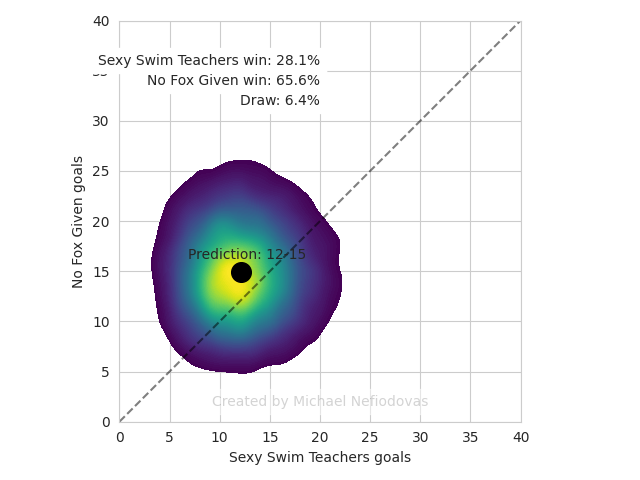 40
Sexy Swim Teachers win: 28.1%
35
No Fox Given win: 65.6%
Draw: 6.4%
30
25
20
Prediction: 12-15
15
10
5
0
No Fox Given goals
Created by Michael Nefiodovas
0 5 10 15 20 25 30 35 40
Sexy Swim Teachers goals